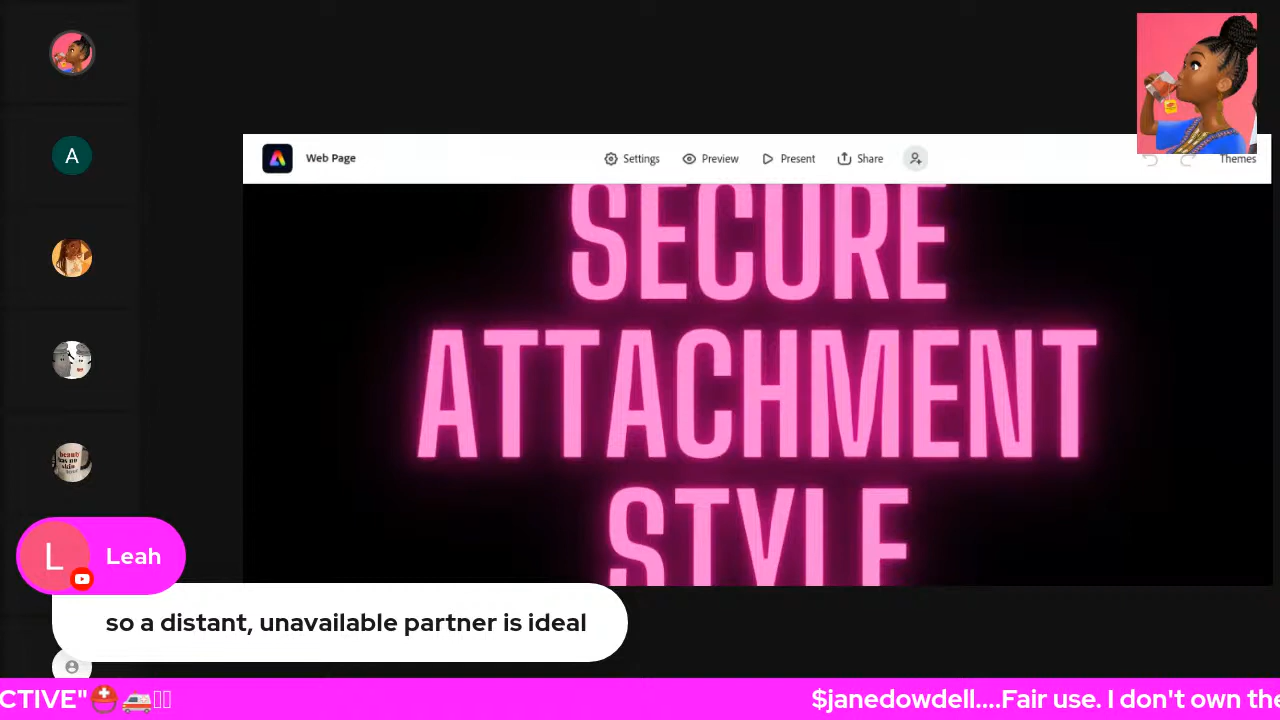 Web Page
Settings
Preview
Present
Share
Themes
SECURE
ATTACHMENT
STYLE
A
L
Leah
so a distant, unavailable partner is ideal
CTIVE"⛑️🚑
$janedowdell....Fair use. I don't own the